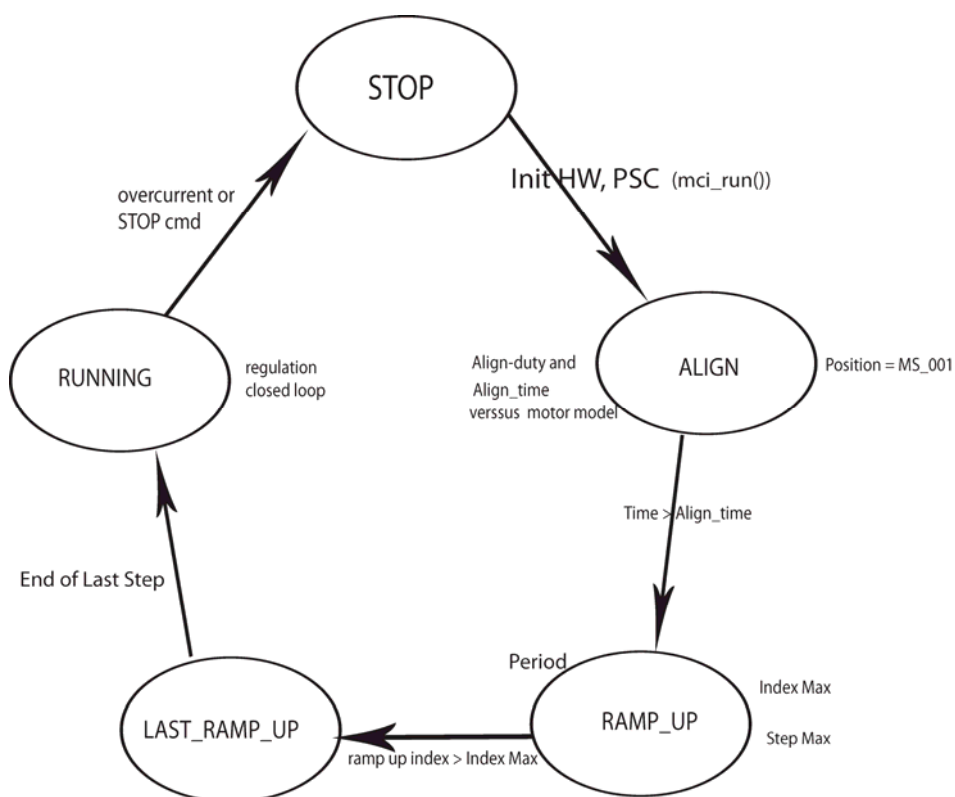 STOP
Init HW, PSC (mci_run())
overcurrent or
STOP cmd
RUNNING
regulation
closed loop
Align-duty and
Align_time
verssus motor model
ALIGN
Position = MS_001
Time > Align_time
End of Last Step
Period
RAMP_UP
Index Max
Step Max
LAST_RAMP_UP
ramp up index > Index Max